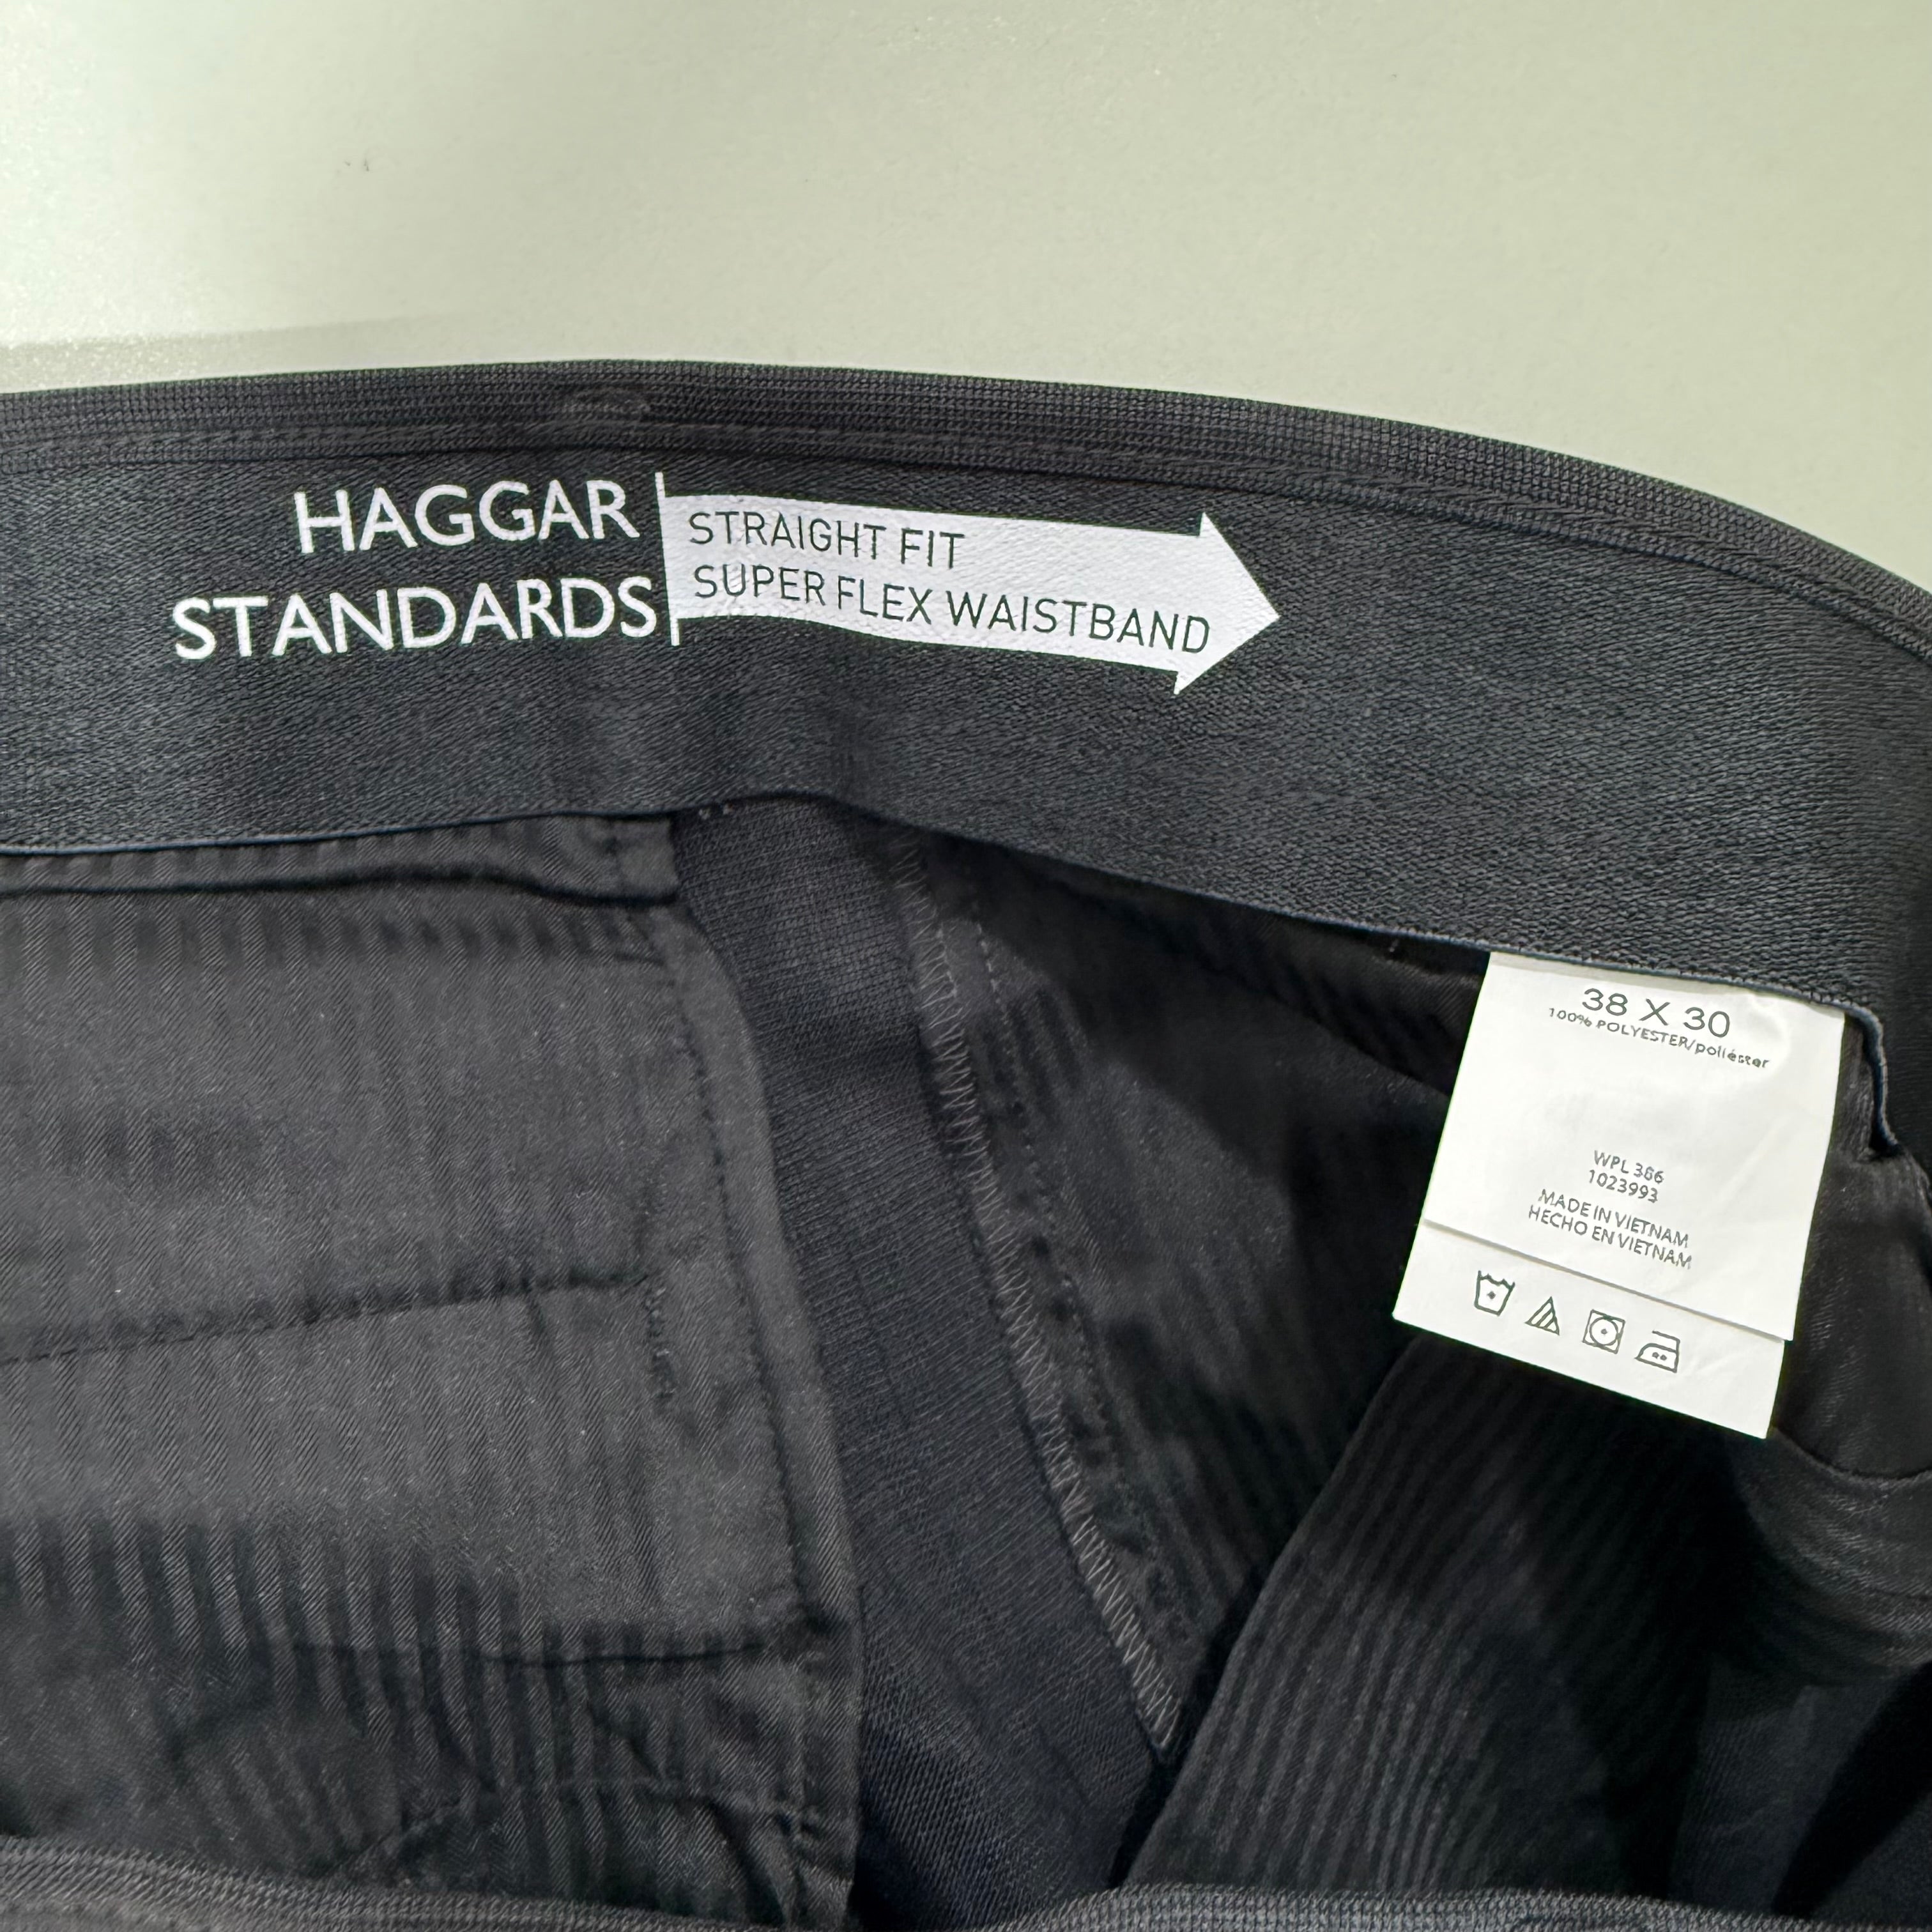 HAGGAR
STANDARDS
STRAIGHT FIT
SUPER FLEX WAISTBAND
38 X 30
100% POLYESTER/poliéster
WPL 386
1023993
MADE IN VIETNAM
HECHO EN VIETNAM